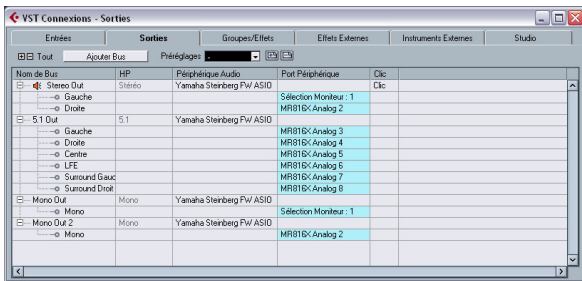 VST Connexions - Sorties
Entrées Sorties Groupes/Effets Effets Externes Instruments Externes Studio
Tout Ajouter Bus Préréglages -
Nom de Bus HP Périphérique Audio Port Périphérique Clic
Stereo Out Stéréo Yamaha Steinberg FW ASIO Clic
Gauche Sélection Moniteur : 1
Droite MR816X Analog 2
5.1 Out 5.1 Yamaha Steinberg FW ASIO
Gauche MR816X Analog 3
Droite MR816X Analog 4
Centre MR816X Analog 5
LFE MR816X Analog 6
Surround Gauc MR816X Analog 7
Surround Droit MR816X Analog 8
Mono Out Mono Yamaha Steinberg FW ASIO
Mono Sélection Moniteur : 1
Mono Out 2 Mono Yamaha Steinberg FW ASIO
Mono MR816X Analog 2